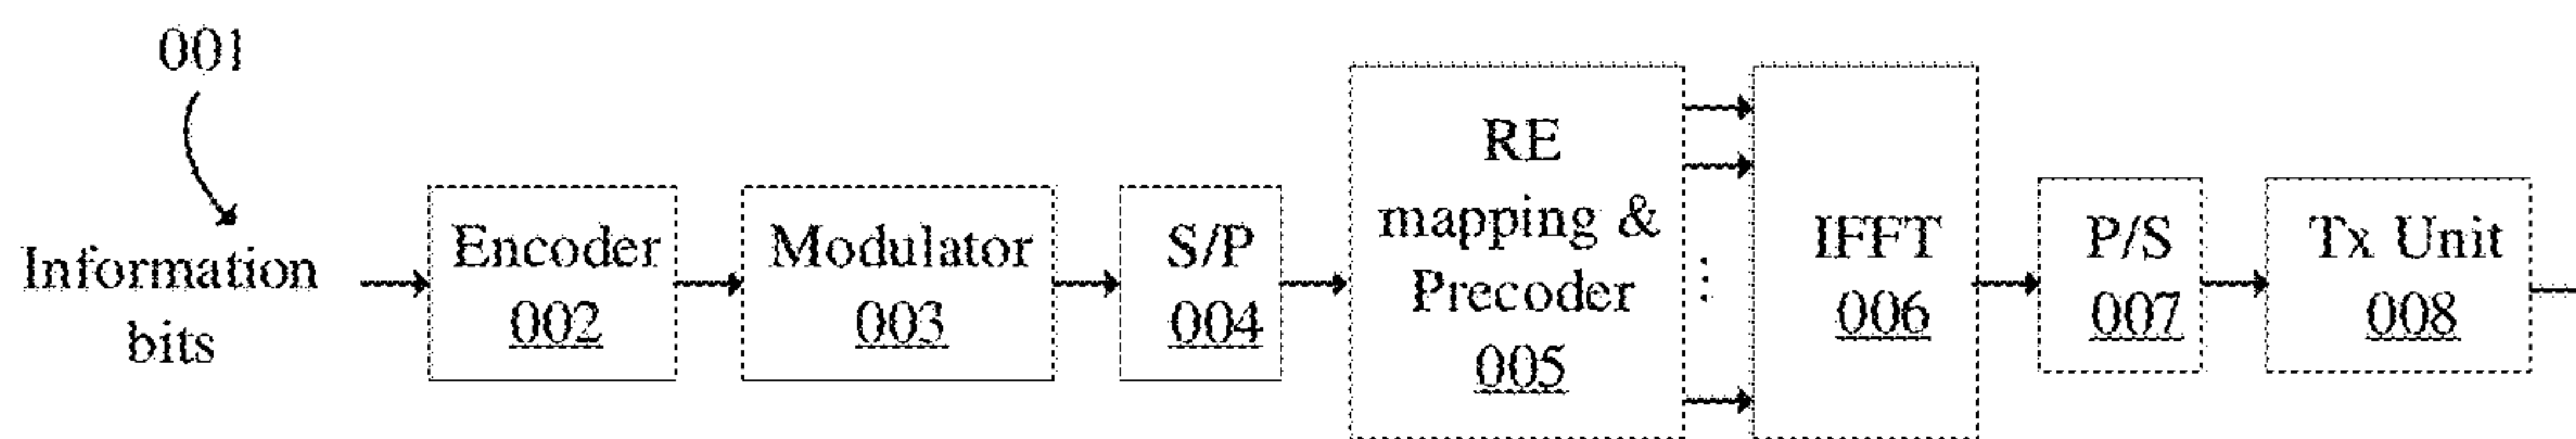 001
Information
bits
Encoder
002
Modulator
003
S/P
004
RE
mapping &
Precoder
005
⋮
IFFT
006
P/S
007
Tx Unit
008